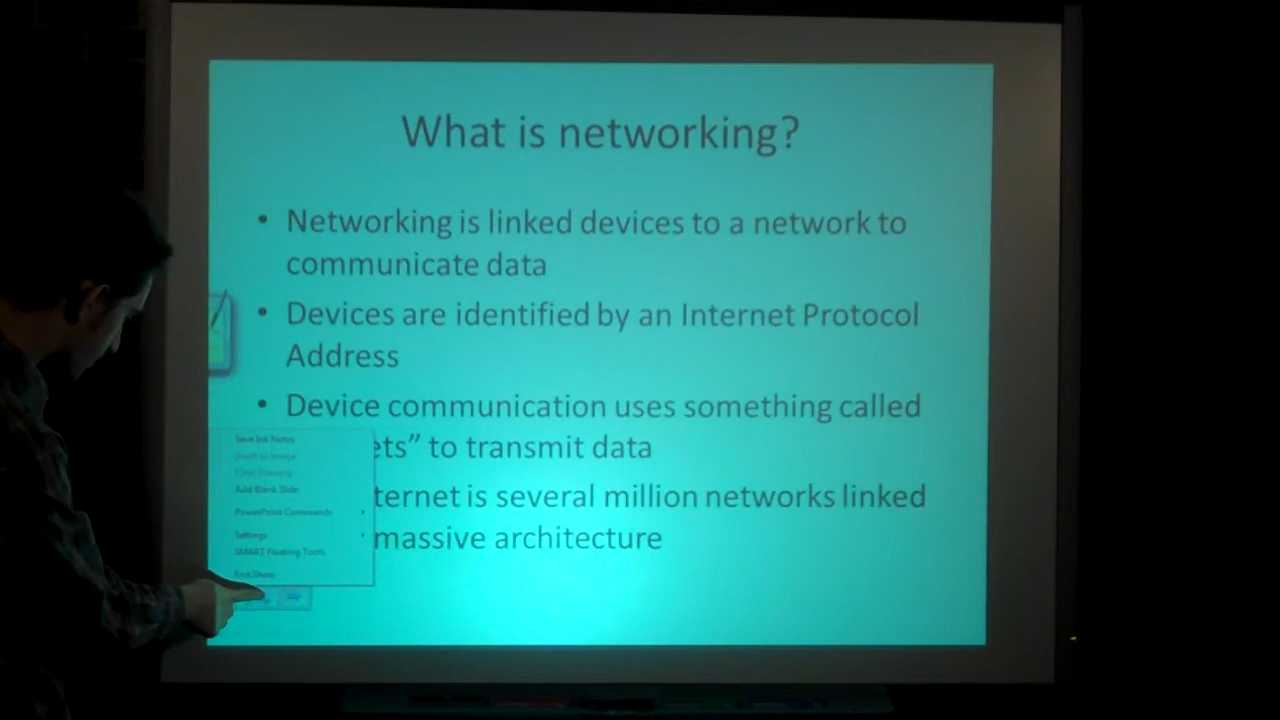 What is networking?
• Networking is linked devices to a network to
communicate data
• Devices are identified by an Internet Protocol
Address
• Device communication uses something called
ets” to transmit data
ternet is several million networks linked
massive architecture
Save Ink Notes
Clear Drawing
Add Blank Slide
PowerPoint Commands
Settings
SMART Floating Tools
End Show